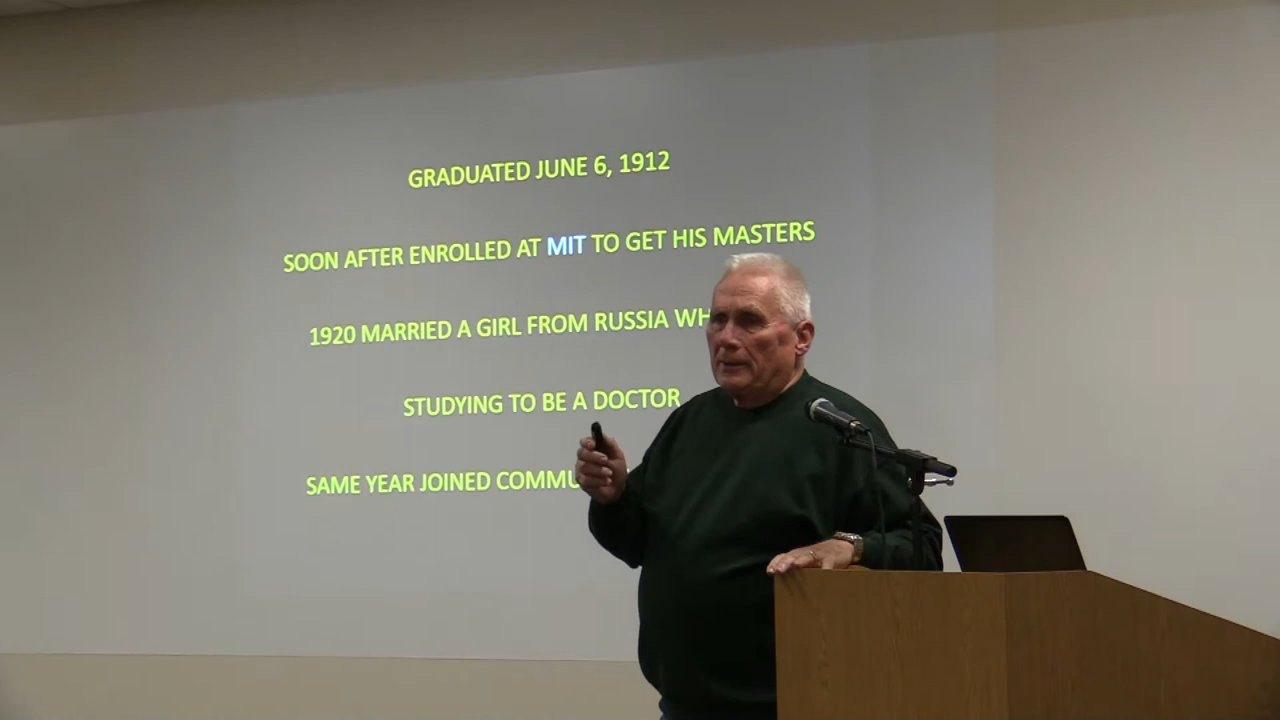 GRADUATED JUNE 6, 1912
SOON AFTER ENROLLED AT MIT TO GET HIS MASTERS
1920 MARRIED A GIRL FROM RUSSIA
STUDYING TO BE A DOCTOR
SAME YEAR JOINED